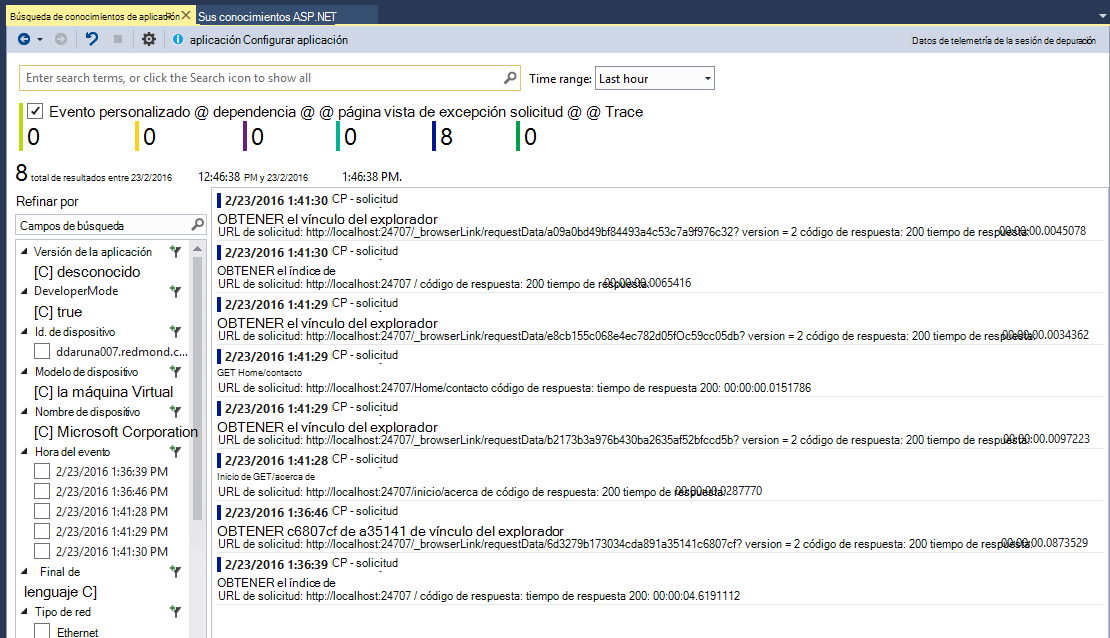 Búsqueda de conocimientos de aplicación Sus conocimientos ASP.NET
aplicación Configurar aplicación Datos de telemetría de la sesión de depuración
Enter search terms, or click the Search icon to show all Time range: Last hour
Evento personalizado @ dependencia @ @ página vista de excepción solicitud @ @ Trace
0 0 0 0 8 0
8 total de resultados entre 23/2/2016 12:46:38 PM y 23/2/2016 1:46:38 PM.
Refinar por
Campos de búsqueda
Versión de la aplicación
[C] desconocido
DeveloperMode
[C] true
Id. de dispositivo
ddaruna007.redmond.c...
Modelo de dispositivo
[C] la máquina Virtual
Nombre de dispositivo
[C] Microsoft Corporation
Hora del evento
2/23/2016 1:36:39 PM
2/23/2016 1:36:46 PM
2/23/2016 1:41:28 PM
2/23/2016 1:41:29 PM
2/23/2016 1:41:30 PM
Final de
lenguaje C]
Tipo de red
Ethernet
2/23/2016 1:41:30 CP - solicitud
OBTENER el vínculo del explorador
URL de solicitud: http://localhost:24707/_browserLink/requestData/a09a0bd49bf84493a4c53c7a9f976c32? version = 2 código de respuesta: 200 tiempo de respuesta: 00:00:00.0045078
2/23/2016 1:41:30 CP - solicitud
OBTENER el índice de
URL de solicitud: http://localhost:24707 / código de respuesta: 200 tiempo de respuesta: 00:00:00.0065416
2/23/2016 1:41:29 CP - solicitud
OBTENER el vínculo del explorador
URL de solicitud: http://localhost:24707/_browserLink/requestData/e8cb155c068e4ec782d05fOc59cc05db? version = 2 código de respuesta: 200 tiempo de respuesta: 00:00:00.0034362
2/23/2016 1:41:29 CP - solicitud
GET Home/contacto
URL de solicitud: http://localhost:24707/Home/contacto código de respuesta: tiempo de respuesta 200: 00:00:00.0151786
2/23/2016 1:41:29 CP - solicitud
OBTENER el vínculo del explorador
URL de solicitud: http://localhost:24707/_browserLink/requestData/b2173b3a976b430ba2635af52bfccd5b? version = 2 código de respuesta: 200 tiempo de respuesta: 00:00:00.0097223
2/23/2016 1:41:28 CP - solicitud
Inicio de GET/acerca de
URL de solicitud: http://localhost:24707/inicio/acerca de código de respuesta: 200 tiempo de respuesta: 00:00:00.0287770
2/23/2016 1:36:46 CP - solicitud
OBTENER c6807cf de a35141 de vínculo del explorador
URL de solicitud: http://localhost:24707/_browserLink/requestData/6d3279b173034cda891a35141c6807cf? version = 2 código de respuesta: 200 tiempo de respuesta: 00:00:00.0873529
2/23/2016 1:36:39 CP - solicitud
OBTENER el índice de
URL de solicitud: http://localhost:24707 / código de respuesta: tiempo de respuesta 200: 00:00:04.6191112